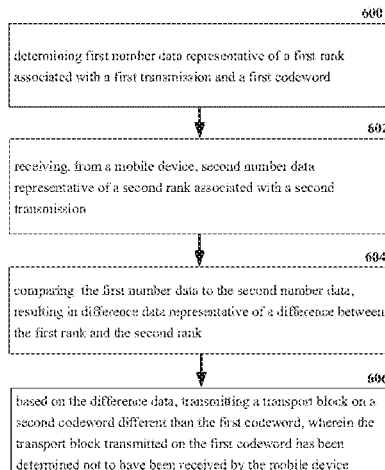 600
determining first number data representative of a first rank
associated with a first transmission and a first codeword
602
receiving, from a mobile device, second number data
representative of a second rank associated with a second
transmission
604
comparing the first number data to the second number data,
resulting in difference data representative of a difference between
the first rank and the second rank
606
based on the difference data, transmitting a transport block on a
second codeword different than the first codeword, wherein the
transport block transmitted on the first codeword has been
determined not to have been received by the mobile device